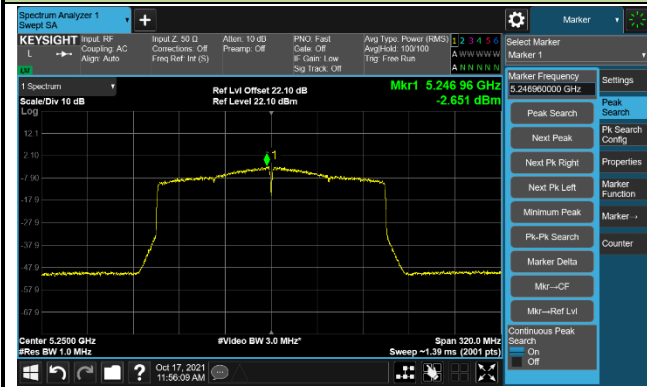 Spectrum Analyzer 1
Swept SA
Marker
KEYSIGHT
L
Input: RF
Coupling: AC
Align: Auto
Input Z: 50 Ω
Corrections: Off
Freq Ref: Int (S)
Atten: 10 dB
Preamp: Off
PNO: Fast
Gate: Off
IF Gain: Low
Sig Track: Off
Avg Type: Power (RMS)
Avg|Hold: 100/100
Trig: Free Run
1 2 3 4 5 6
A W W W W W
A N N N N N
Select Marker
Marker 1
1 Spectrum
Scale/Div 10 dB
Log
Ref Lvl Offset 22.10 dB
Ref Level 22.10 dBm
Mkr1 5.246 96 GHz
-2.651 dBm
12.1
2.10
-7.90
-17.9
-27.9
-37.9
-47.9
-57.9
-67.9
1
Center 5.2500 GHz
#Res BW 1.0 MHz
#Video BW 3.0 MHz*
Span 320.0 MHz
Sweep ~1.39 ms (2001 pts)
Marker Frequency
5.246960000 GHz
Peak Search
Next Peak
Next Pk Right
Next Pk Left
Minimum Peak
Pk-Pk Search
Marker Delta
Mkr→CF
Mkr→Ref Lvl
Continuous Peak
Search
On
Off
Settings
Peak
Search
Pk Search
Config
Properties
Marker
Function
Marker→
Counter
?
Oct 17, 2021
11:56:09 AM